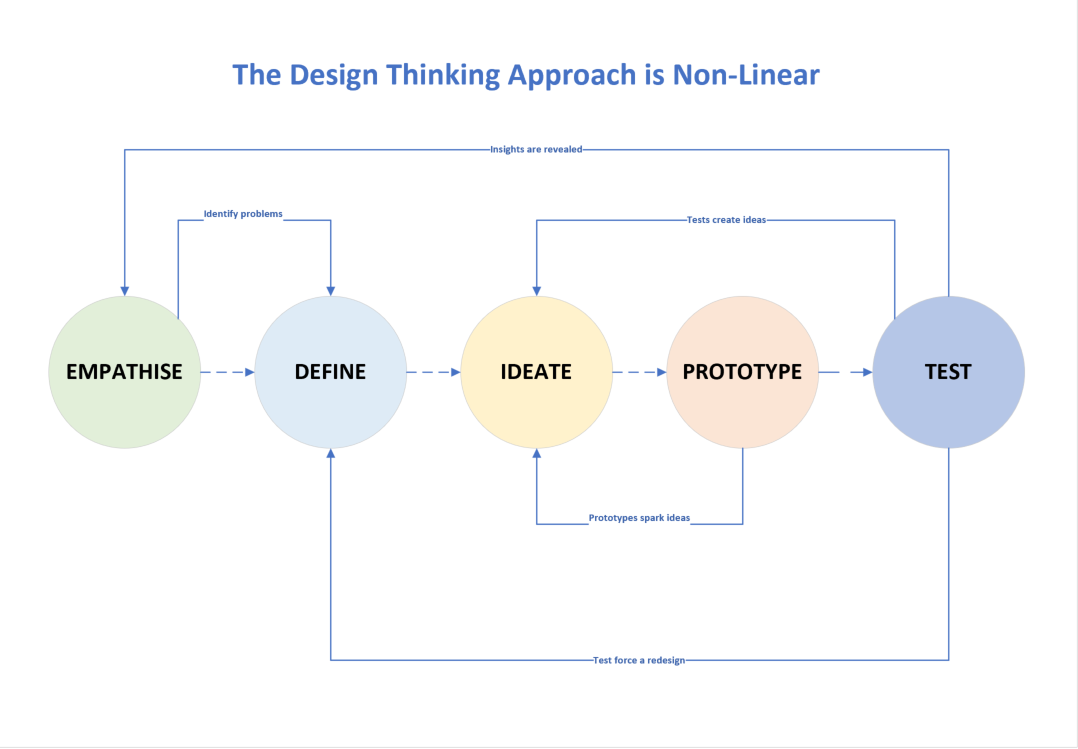 The Design Thinking Approach is Non-Linear
Insights are revealed
Identify problems
Tests create ideas
EMPATHISE
DEFINE
IDEATE
PROTOTYPE
TEST
Prototypes spark ideas
Test force a redesign